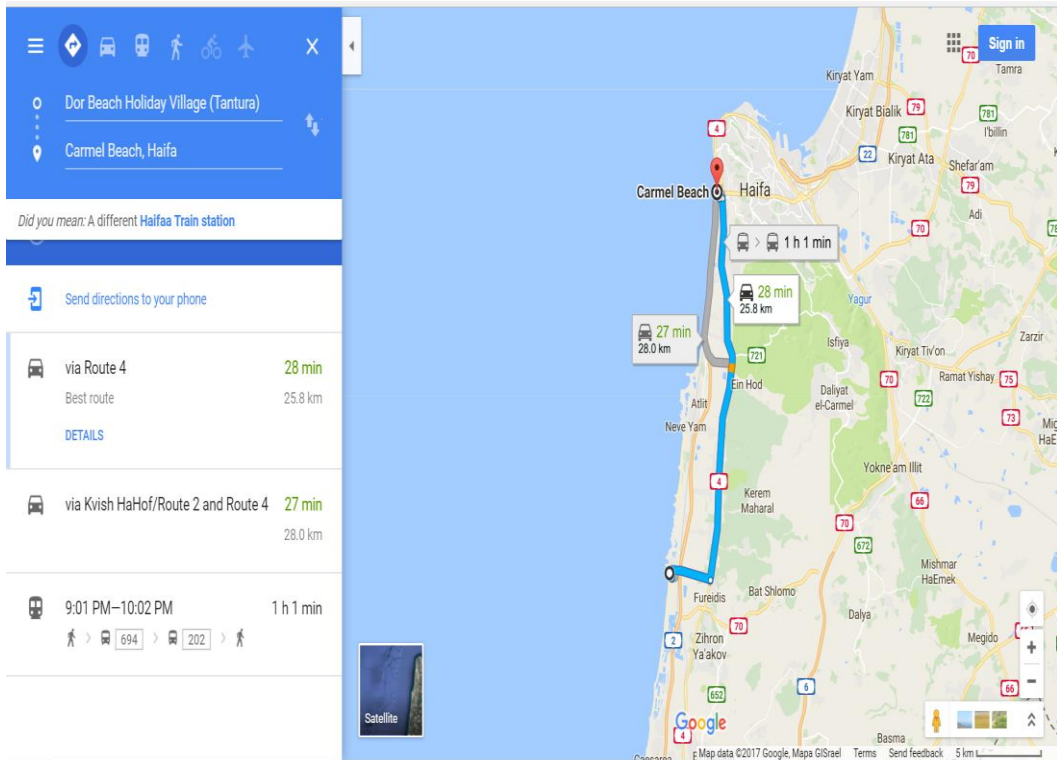 Dor Beach Holiday Village (Tantura)
Carmel Beach, Haifa
Did you mean: A different Haifaa Train station
Send directions to your phone
via Route 4
28 min
Best route
25.8 km
DETAILS
via Kvish HaHof/Route 2 and Route 4
27 min
28.0 km
9:01 PM–10:02 PM
1 h 1 min
694
202
Satellite
Sign in
70
Tamra
Kiryat Yam
Kiryat Bialik
79
781
I'billin
4
781
22
Kiryat Ata
Shefar'am
79
Carmel Beach
Haifa
Adi
70
1 h 1 min
28 min
25.8 km
Yagur
27 min
28.0 km
721
Isfiya
Zarzir
Kiryat Tiv'on
Ein Hod
70
Ramat Yishay
75
Daliyat
el-Carmel
722
Atlit
73
Neve Yam
Yokne'am Illit
4
66
Kerem
Maharal
70
672
Mishmar
HaEmek
Fureidis
Bat Shlomo
Dalya
70
2
Zihron
Ya'akov
Megido
652
6
66
Google
4
Basma
Map data ©2017 Google, Mapa GISrael
Terms
Send feedback
5 km